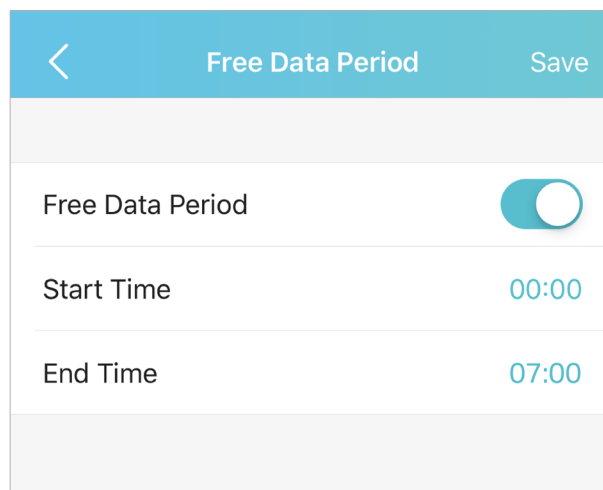 Free Data Period Save
Free Data Period
Start Time 00:00
End Time 07:00